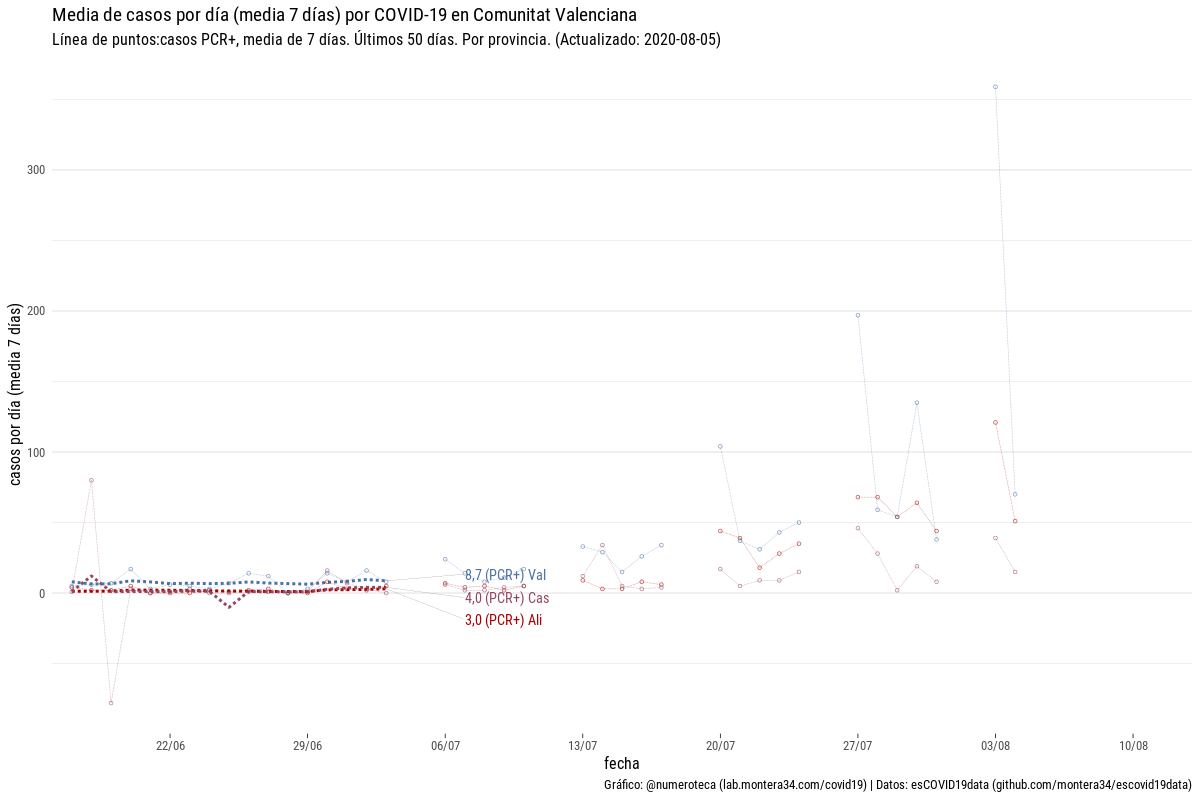 Media de casos por día (media 7 días) por COVID-19 en Comunitat Valenciana
Línea de puntos:casos PCR+, media de 7 días. Últimos 50 días. Por provincia. (Actualizado: 2020-08-05)
casos por día (media 7 días)
300
200
100
0
8,7 (PCR+) Val
4,0 (PCR+) Cas
3,0 (PCR+) Ali
22/06
29/06
06/07
13/07
20/07
27/07
03/08
10/08
fecha
Gráfico: @numeroteca (lab.montera34.com/covid19) | Datos: esCOVID19data (github.com/montera34/escovid19data)